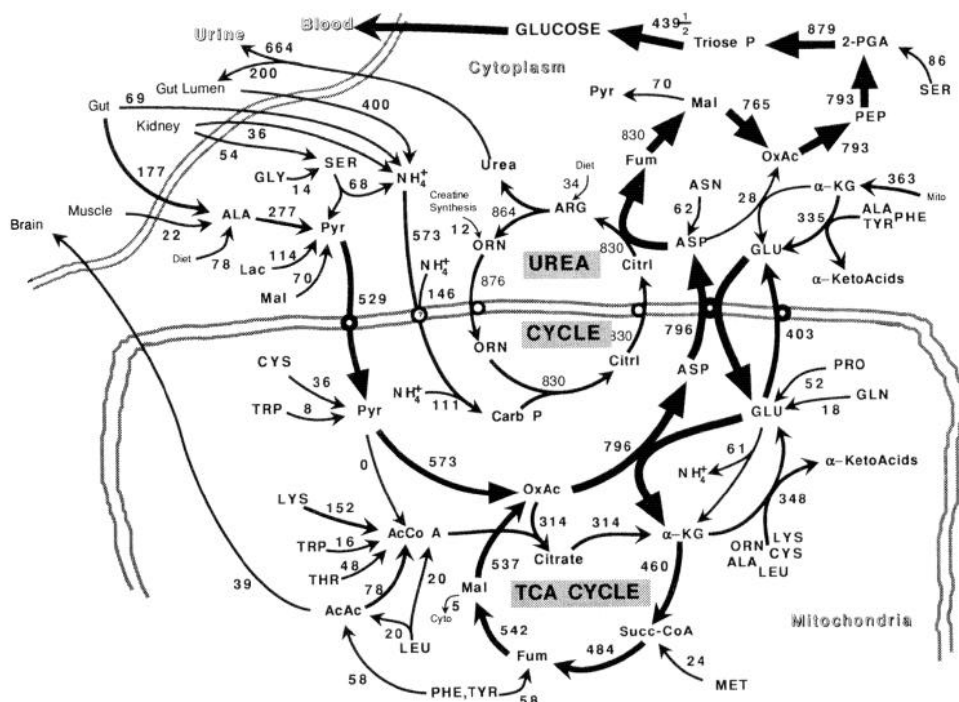 Blood
GLUCOSE
439 1/2
Triose P
879
2-PGA
Urine
664
Cytoplasm
86
SER
200
Gut Lumen
Pyr
70
Mal
765
793
PEP
Gut
69
400
Kidney
36
54
830
OxAc
793
SER
Urea
Fum
177
GLY
14
68
NH4+
Diet
34
ASN
28
α-KG
363
Mito
Muscle
22
ALA
277
Pyr
Creatine
Synthesis
864
ARG
62
335
ALA
TYR
PHE
Brain
12
ORN
830
ASP
GLU
Diet
78
Lac
114
573
UREA
Citrl
70
NH4+
α-KetoAcids
Mal
876
529
146
?
CYCLE
830
796
403
ORN
Citrl
CYS
ASP
PRO
36
830
52
TRP
8
Pyr
NH4+
111
Carb P
GLU
GLN
18
0
573
796
61
NH4+
α-KetoAcids
OxAc
348
LYS
152
314
314
AcCo A
α-KG
TRP
16
Citrate
ORN
LYS
ALA
CYS
LEU
THR
48
537
460
39
78
20
Mal
TCA CYCLE
Cyto
5
AcAc
Mitochondria
20
542
Succ-CoA
LEU
484
Fum
24
58
PHE,TYR
58
MET